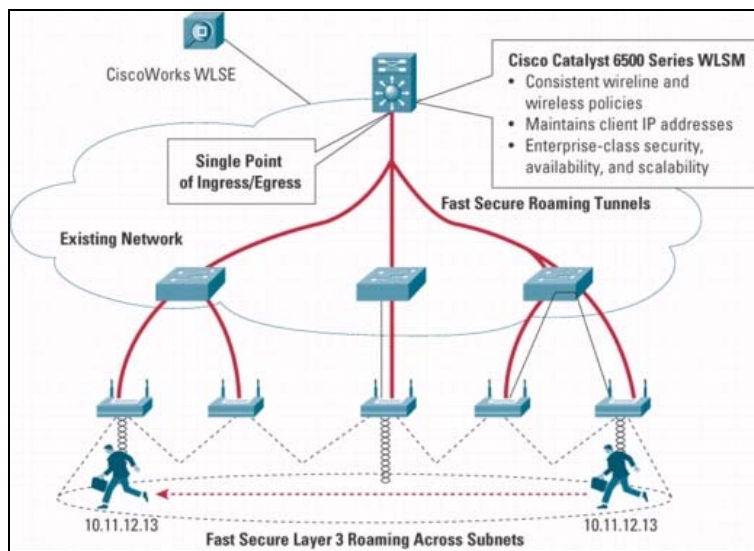 CiscoWorks WLSE
Cisco Catalyst 6500 Series WLSM
• Consistent wireline and
wireless policies
• Maintains client IP addresses
• Enterprise-class security,
availability, and scalability
Single Point
of Ingress/Egress
Fast Secure Roaming Tunnels
Existing Network
10.11.12.13
10.11.12.13
Fast Secure Layer 3 Roaming Across Subnets